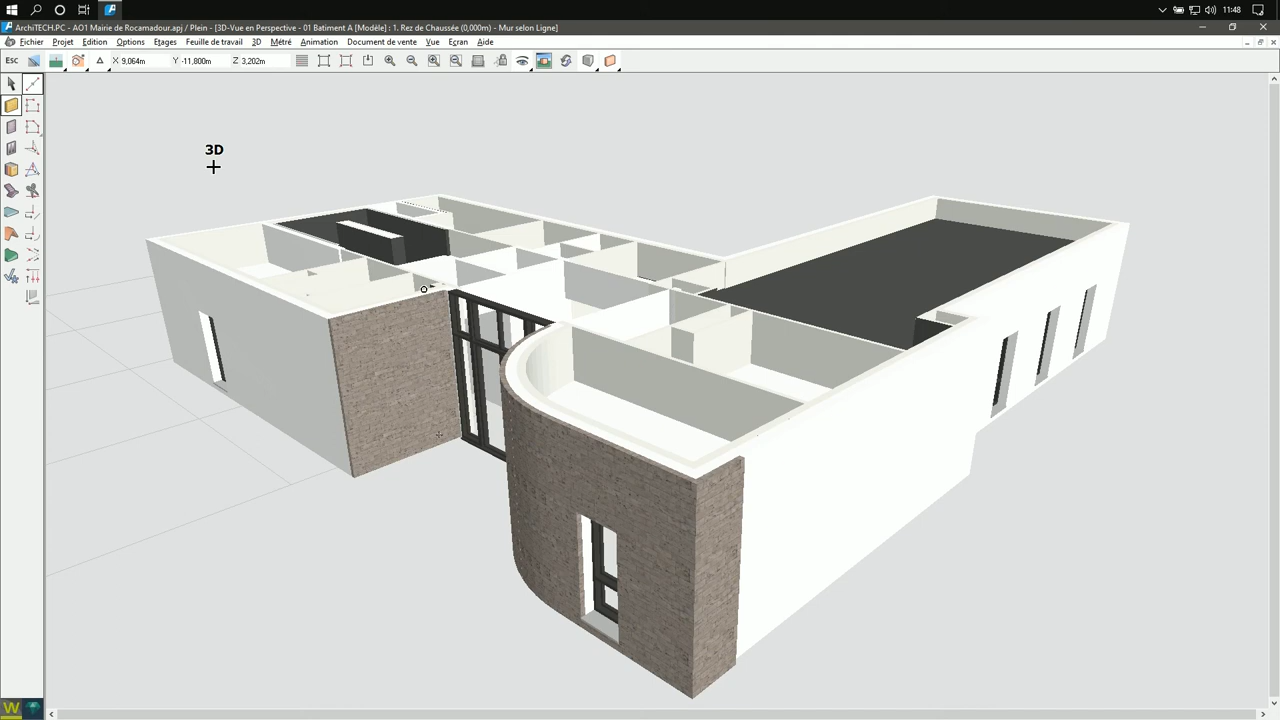 11:48
ArchiTECH.PC - AO1 Mairie de Rocamadour.apj / Plein - [3D-Vue en Perspective - 01 Batiment A [Modèle] : 1. Rez de Chaussée (0,000m) - Mur selon Ligne]
Fichier Projet Edition Options Etages Feuille de travail 3D Métré Animation Document de vente Vue Ecran Aide
Esc X 9,064m Y -11,800m Z 3,202m
3D
W